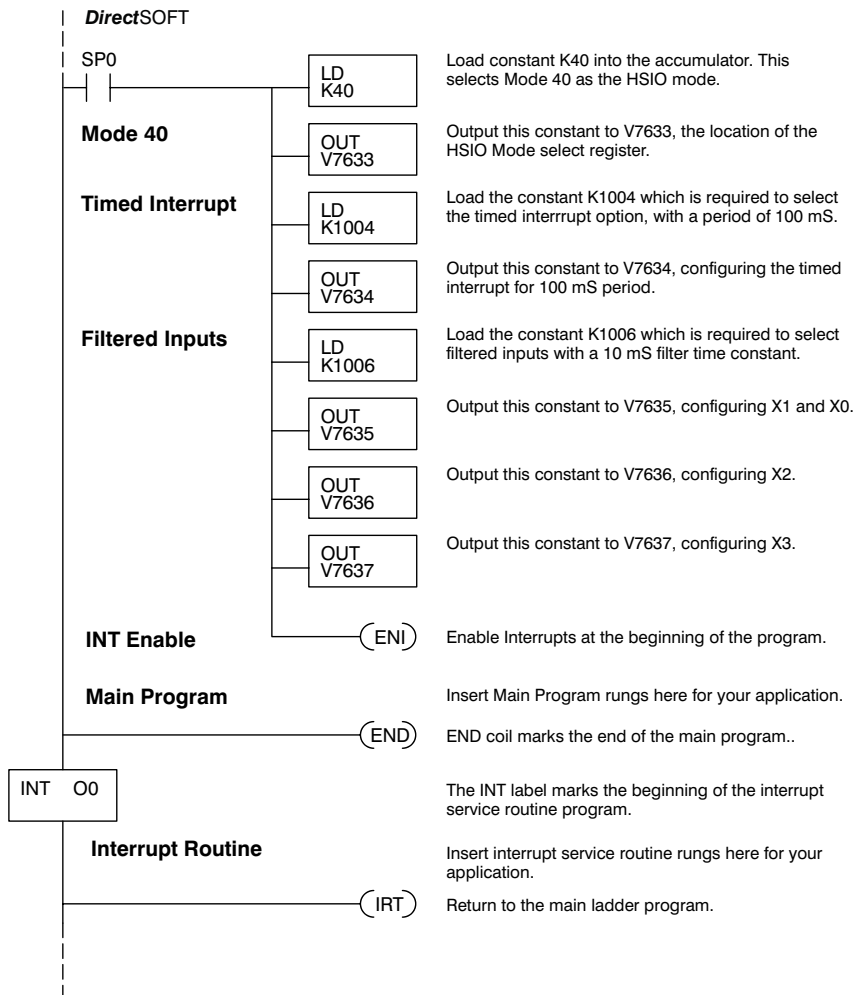 DirectSOFT
SP0
LD
K40
Load constant K40 into the accumulator. This
selects Mode 40 as the HSIO mode.
Mode 40
OUT
V7633
Output this constant to V7633, the location of the
HSIO Mode select register.
Timed Interrupt
LD
K1004
Load the constant K1004 which is required to select
the timed interrrupt option, with a period of 100 mS.
OUT
V7634
Output this constant to V7634, configuring the timed
interrupt for 100 mS period.
Filtered Inputs
LD
K1006
Load the constant K1006 which is required to select
filtered inputs with a 10 mS filter time constant.
OUT
V7635
Output this constant to V7635, configuring X1 and X0.
OUT
V7636
Output this constant to V7636, configuring X2.
OUT
V7637
Output this constant to V7637, configuring X3.
INT Enable
ENI
Enable Interrupts at the beginning of the program.
Main Program
Insert Main Program rungs here for your application.
END
END coil marks the end of the main program..
INT O0
The INT label marks the beginning of the interrupt
service routine program.
Interrupt Routine
Insert interrupt service routine rungs here for your
application.
IRT
Return to the main ladder program.